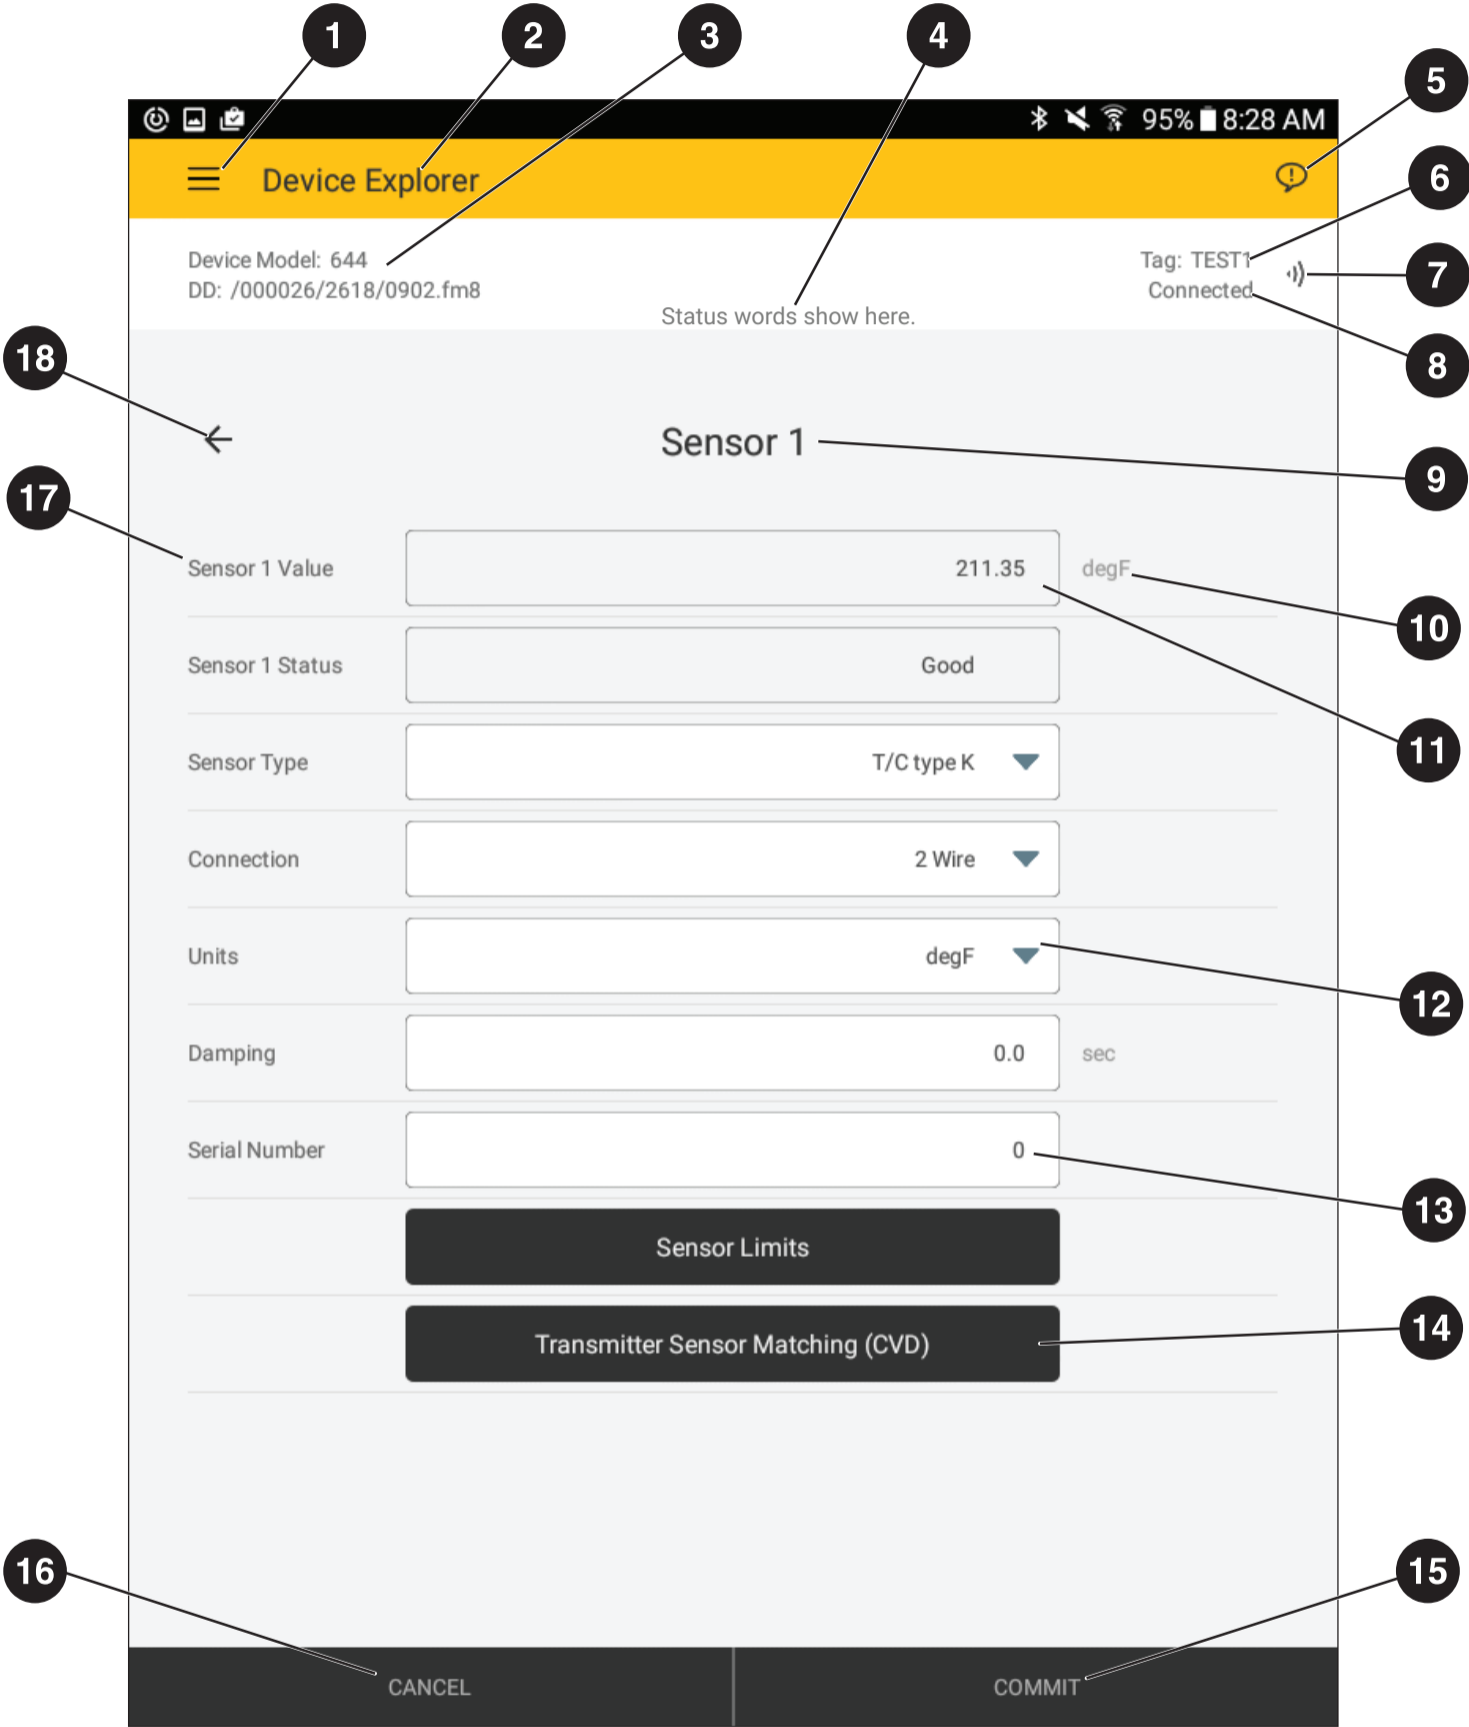 1 2 3 4 5
95% 8:28 AM
Device Explorer
6
Device Model: 644
DD: /000026/2618/0902.fm8
Tag: TEST1
Connected
7
Status words show here.
8
18
Sensor 1
9
17
Sensor 1 Value 211.35 degF
10
Sensor 1 Status Good
11
Sensor Type T/C type K
Connection 2 Wire
Units degF
12
Damping 0.0 sec
Serial Number 0
13
Sensor Limits
14
Transmitter Sensor Matching (CVD)
16 15
CANCEL COMMIT